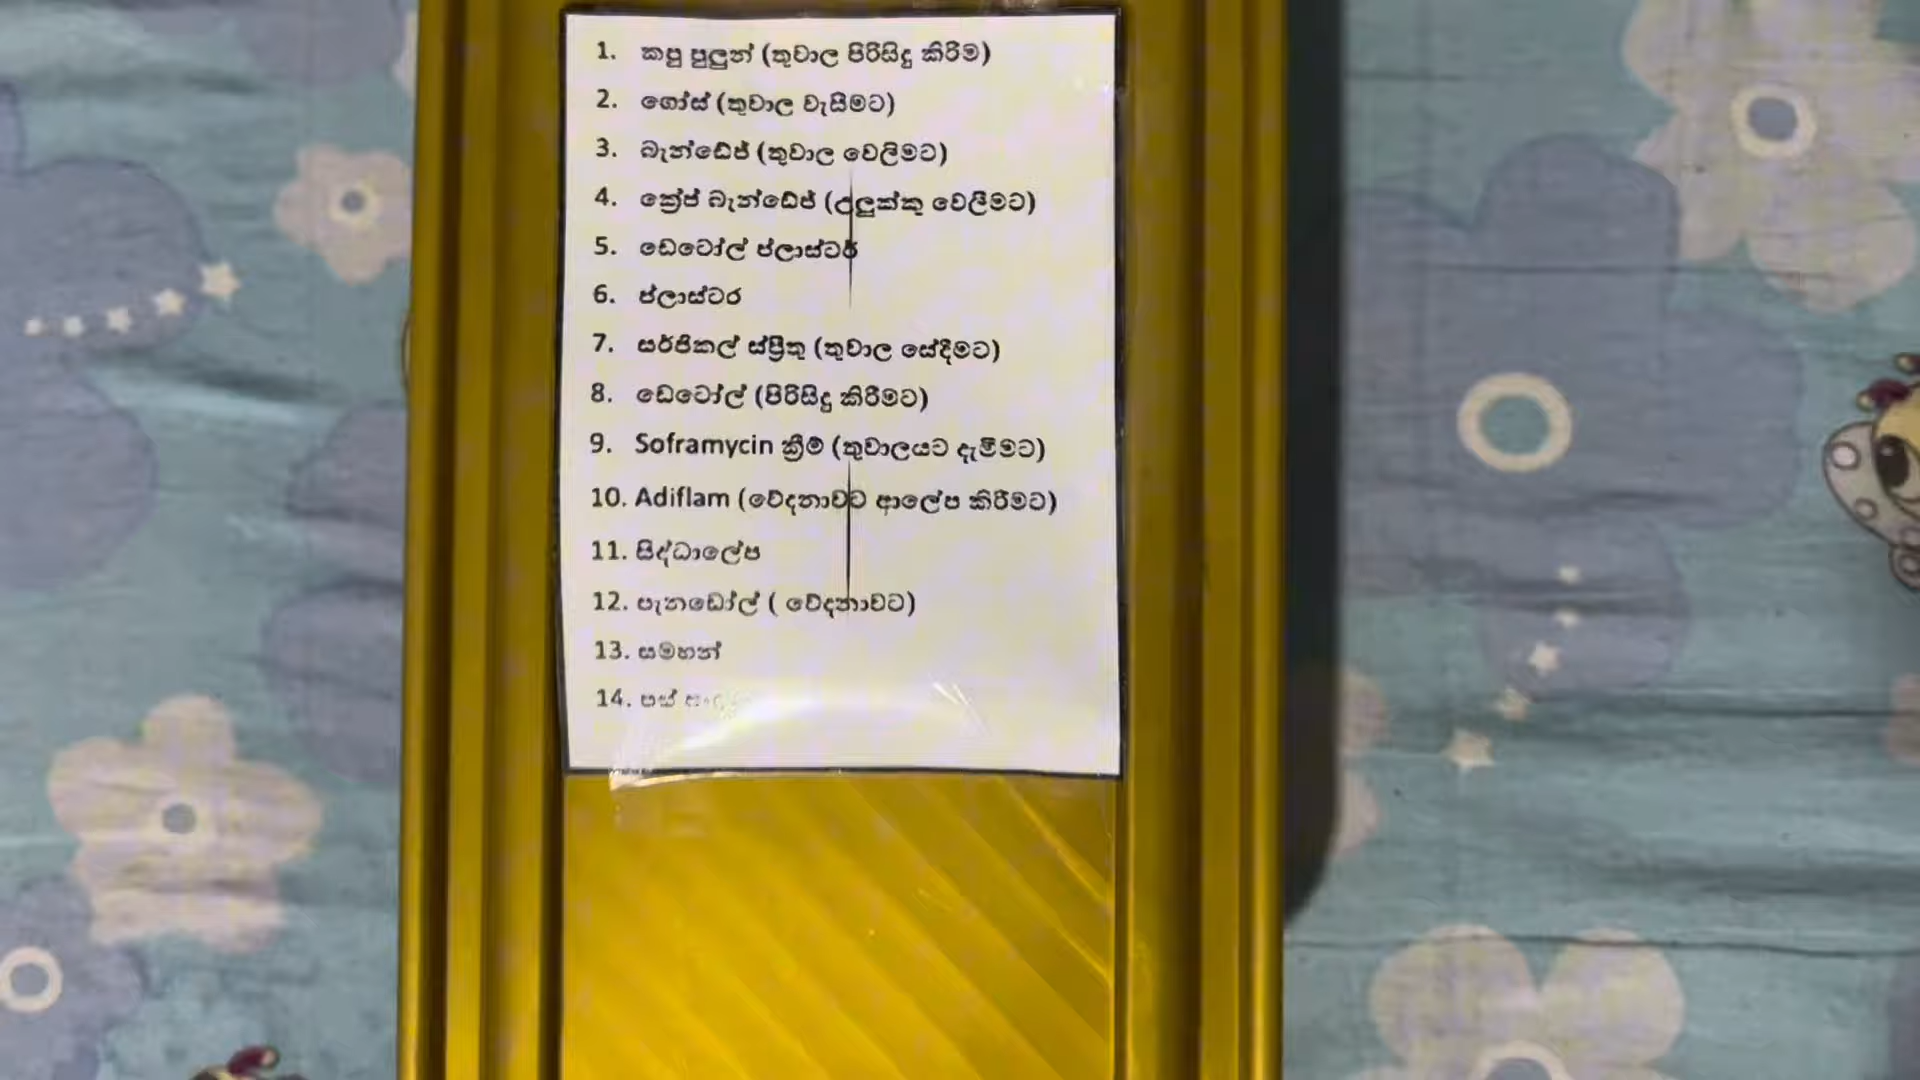 1. කපු පුලුන් (තුවාල පිරිසිදු කිරීම)
2. ගෝස් (තුවාල වැසීමට)
3. බැන්ඩේජ් (තුවාල වෙලීමට)
4. ක්‍රේප් බැන්ඩේජ් (උලුක්කු වෙලීමට)
5. ඩෙටෝල් ප්ලාස්ටර්
6. ප්ලාස්ටර
7. සර්ජිකල් ස්ප්‍රීතු (තුවාල සේදීමට)
8. ඩෙටෝල් (පිරිසිදු කිරීමට)
9. Soframycin ක්‍රීම් (තුවාලයට දැමීමට)
10. Adiflam (වේදනාවට ආලේප කිරීමට)
11. සිද්ධාලේප
12. පැනඩෝල් ( වේදනාවට)
13. සමහන්
14. පස්